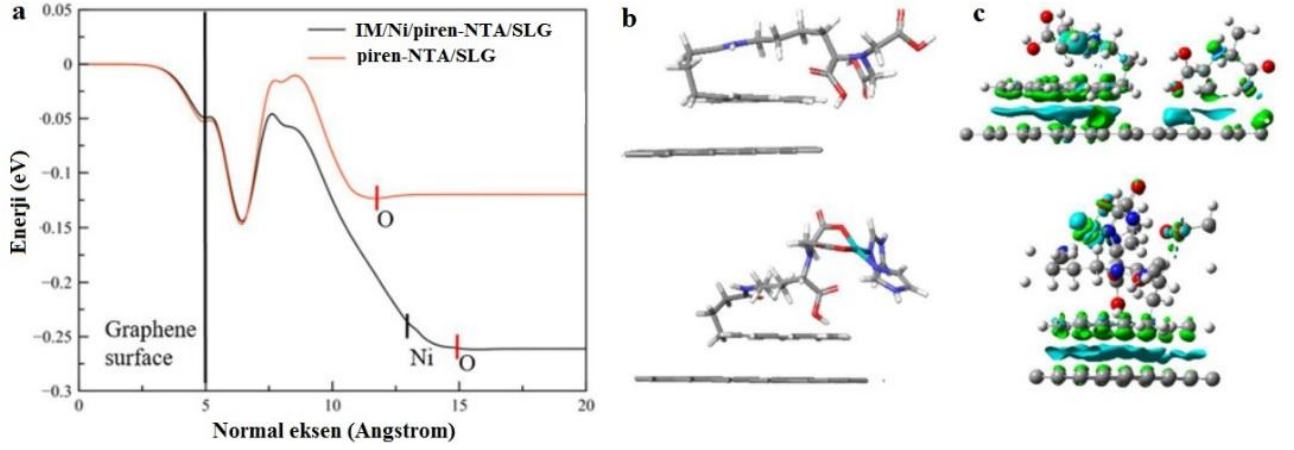 a
b
c
0.05
0
−0.05
−0.1
−0.15
−0.2
−0.25
−0.3
Enerji (eV)
IM/Ni/piren-NTA/SLG
piren-NTA/SLG
O
Graphene
surface
Ni
O
0
5
10
15
20
Normal eksen (Angstrom)